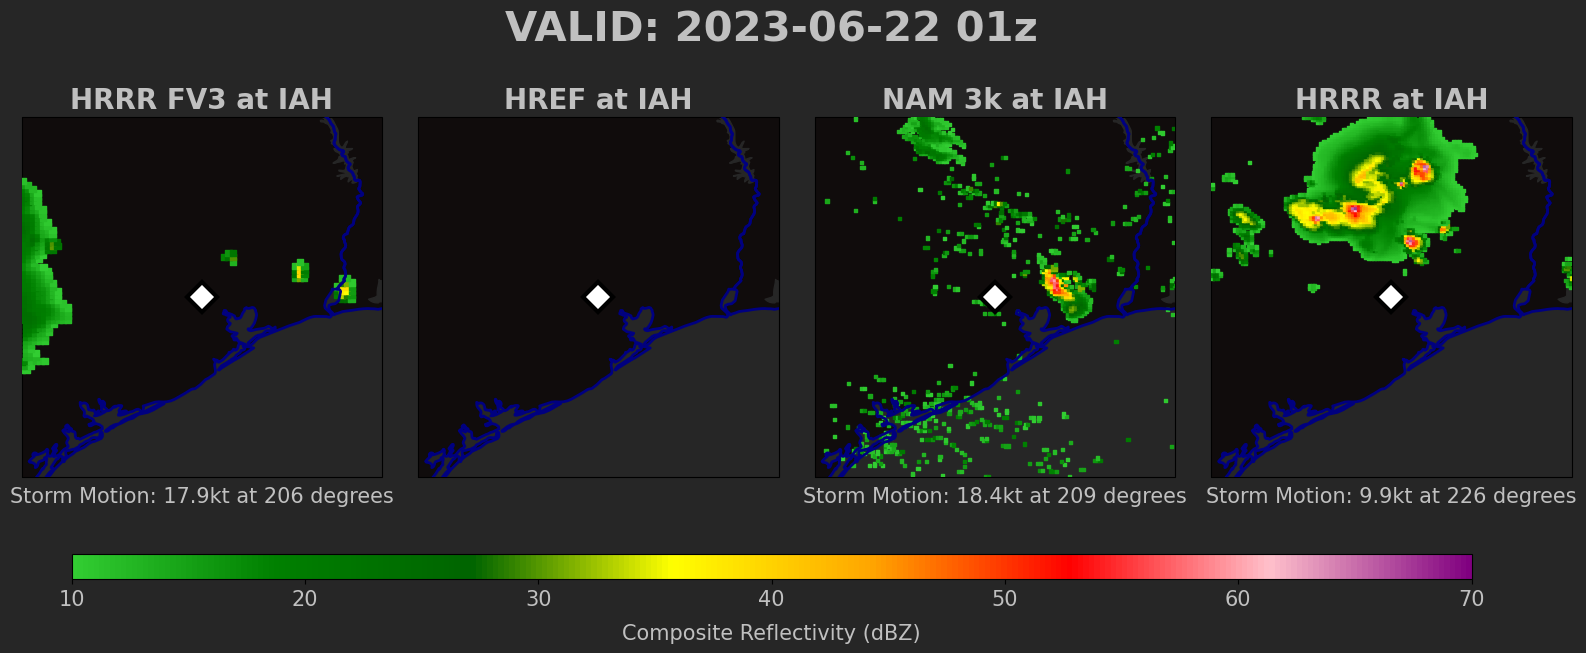 VALID: 2023-06-22 01z
HRRR FV3 at IAH
HREF at IAH
NAM 3k at IAH
HRRR at IAH
Storm Motion: 17.9kt at 206 degrees
Storm Motion: 18.4kt at 209 degrees
Storm Motion: 9.9kt at 226 degrees
10 20 30 40 50 60 70
Composite Reflectivity (dBZ)